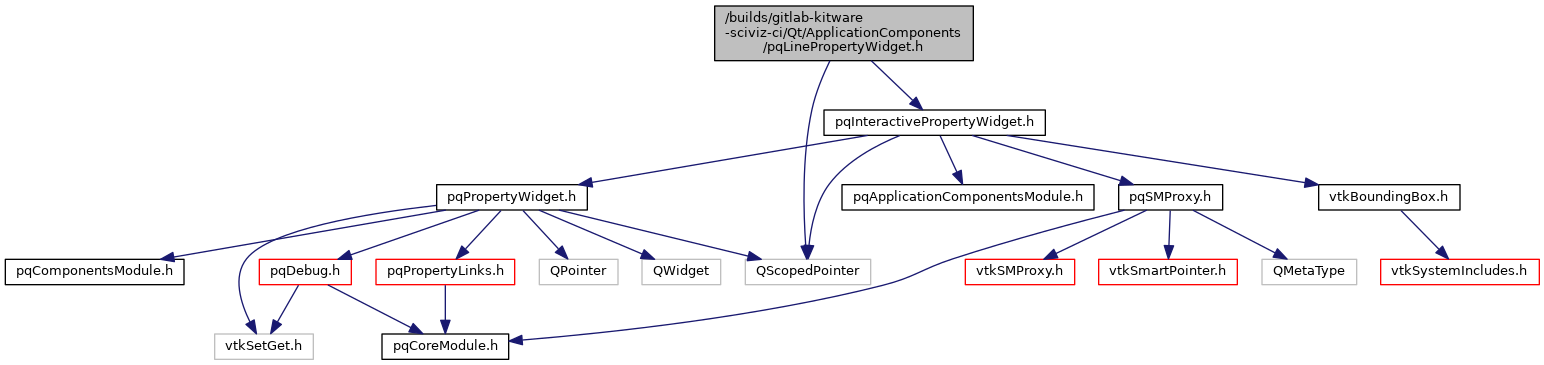 /builds/gitlab-kitware
-sciviz-ci/Qt/ApplicationComponents
/pqLinePropertyWidget.h
pqInteractivePropertyWidget.h
pqPropertyWidget.h
pqApplicationComponentsModule.h
pqSMProxy.h
vtkBoundingBox.h
pqComponentsModule.h
pqDebug.h
pqPropertyLinks.h
QPointer
QWidget
QScopedPointer
vtkSMProxy.h
vtkSmartPointer.h
QMetaType
vtkSystemIncludes.h
vtkSetGet.h
pqCoreModule.h